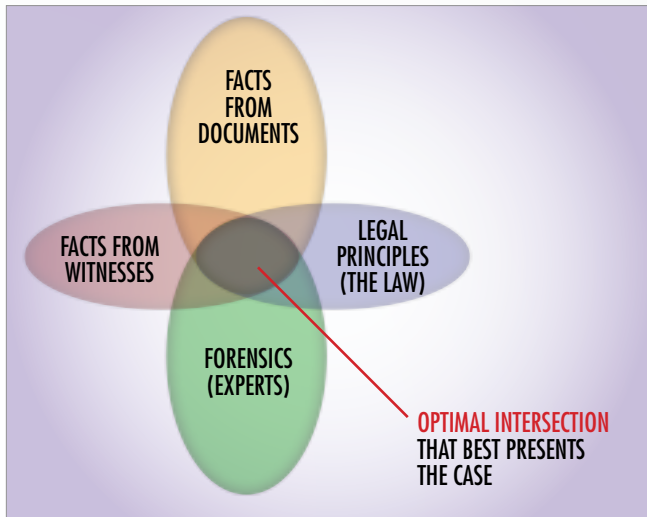 FACTS
FROM
DOCUMENTS
FACTS FROM
WITNESSES
LEGAL
PRINCIPLES
(THE LAW)
FORENSICS
(EXPERTS)
OPTIMAL INTERSECTION
THAT BEST PRESENTS
THE CASE